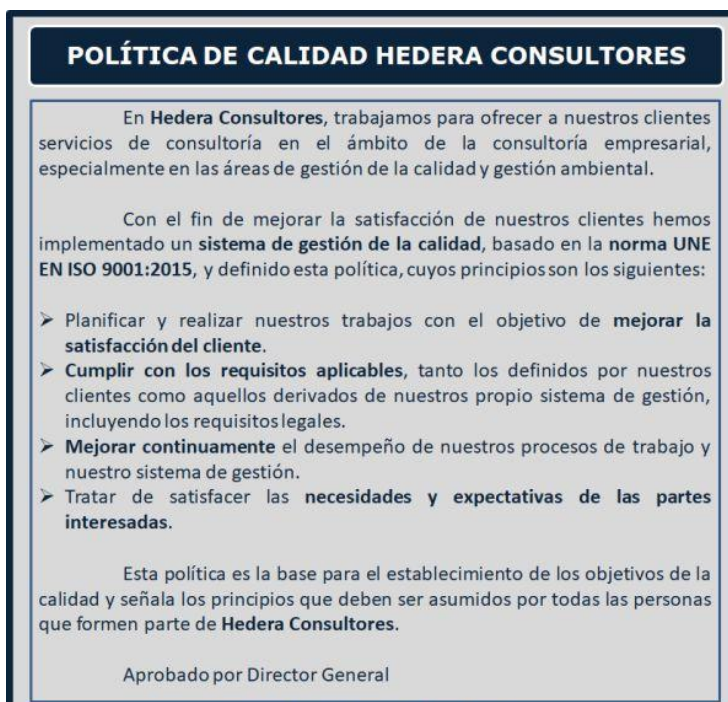 POLÍTICA DE CALIDAD HEDERA CONSULTORES
En Hedera Consultores, trabajamos para ofrecer a nuestros clientes
servicios de consultoría en el ámbito de la consultoría empresarial,
especialmente en las áreas de gestión de la calidad y gestión ambiental.
Con el fin de mejorar la satisfacción de nuestros clientes hemos
implementado un sistema de gestión de la calidad, basado en la norma UNE
EN ISO 9001:2015, y definido esta política, cuyos principios son los siguientes:
➢ Planificar y realizar nuestros trabajos con el objetivo de mejorar la
satisfacción del cliente.
➢ Cumplir con los requisitos aplicables, tanto los definidos por nuestros
clientes como aquellos derivados de nuestros propio sistema de gestión,
incluyendo los requisitos legales.
➢ Mejorar continuamente el desempeño de nuestros procesos de trabajo y
nuestro sistema de gestión.
➢ Tratar de satisfacer las necesidades y expectativas de las partes
interesadas.
Esta política es la base para el establecimiento de los objetivos de la
calidad y señala los principios que deben ser asumidos por todas las personas
que formen parte de Hedera Consultores.
Aprobado por Director General